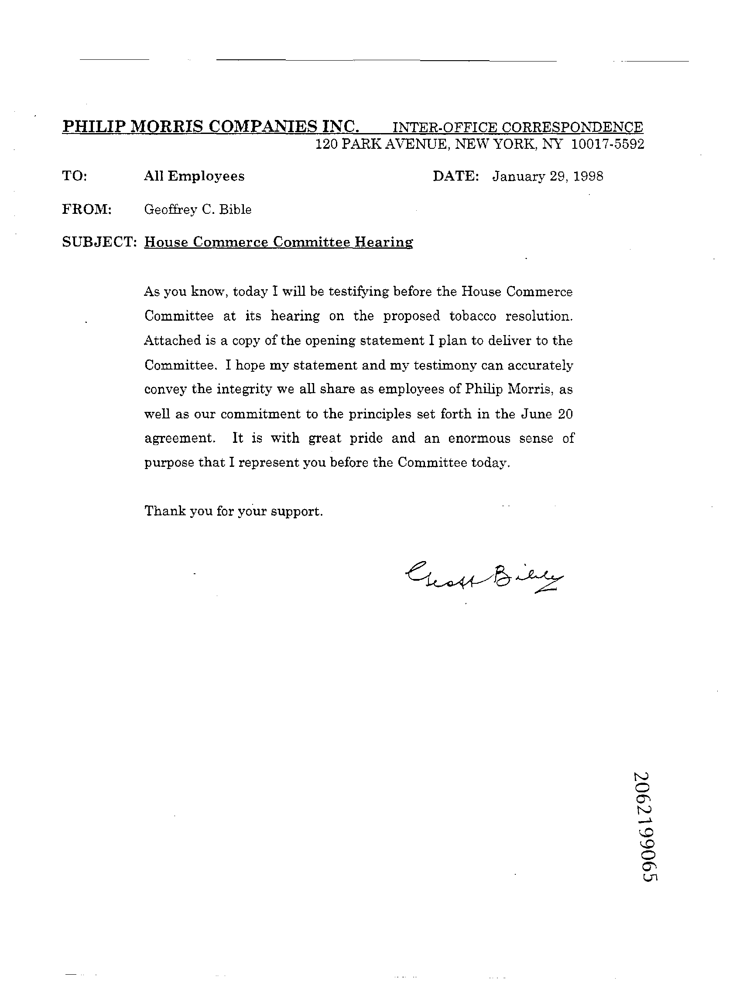 PHILIP MORRIS COMPANIES INC. INTER-OFFICE CORRESPONDENCE
120 PARK AVENUE, NEW YORK, NY 10017-5592
TO: All Employees DATE: January 29, 1998
FROM: Geoffrey C. Bible
SUBJECT: House Commerce Committee Hearing
As you know, today I will be testifying before the House Commerce
Committee at its hearing on the proposed tobacco resolution.
Attached is a copy of the opening statement I plan to deliver to the
Committee. I hope my statement and my testimony can accurately
convey the integrity we all share as employees of Philip Morris, as
well as our commitment to the principles set forth in the June 20
agreement. It is with great pride and an enormous sense of
purpose that I represent you before the Committee today.
Thank you for your support.
Geoff Bible
2062199065